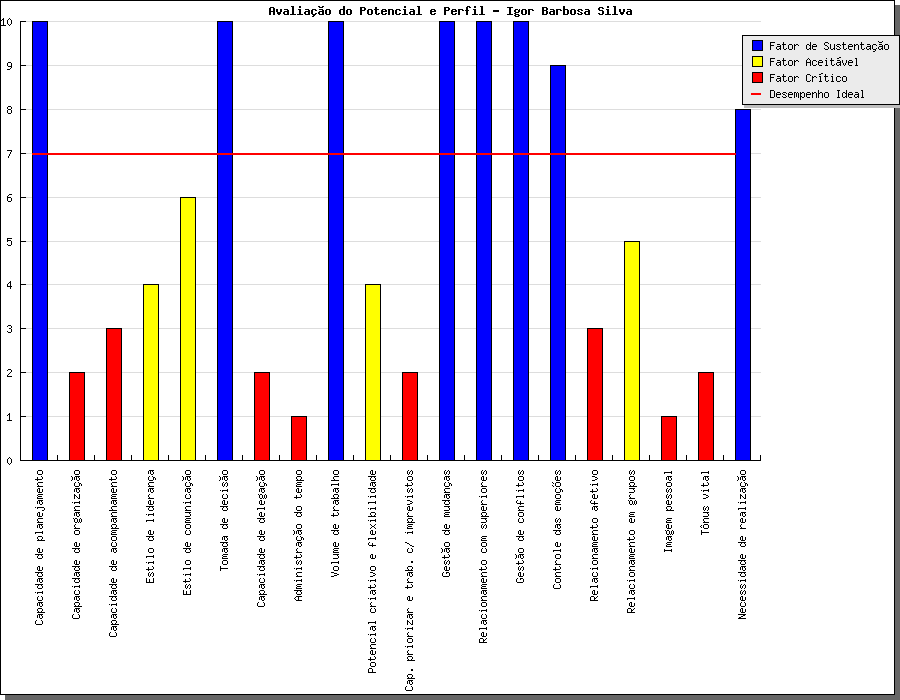 Avaliação do Potencial e Perfil - Igor Barbosa Silva
Fator de Sustentação
Fator Aceitável
Fator Crítico
Desempenho Ideal
10
9
8
7
6
5
4
3
2
1
0
Capacidade de planejamento
Capacidade de organização
Capacidade de acompanhamento
Estilo de liderança
Estilo de comunicação
Tomada de decisão
Capacidade de delegação
Administração do tempo
Volume de trabalho
Potencial criativo e flexibilidade
Cap. priorizar e trab. c/ imprevistos
Gestão de mudanças
Relacionamento com superiores
Gestão de conflitos
Controle das emoções
Relacionamento afetivo
Relacionamento em grupos
Imagem pessoal
Tônus vital
Necessidade de realização